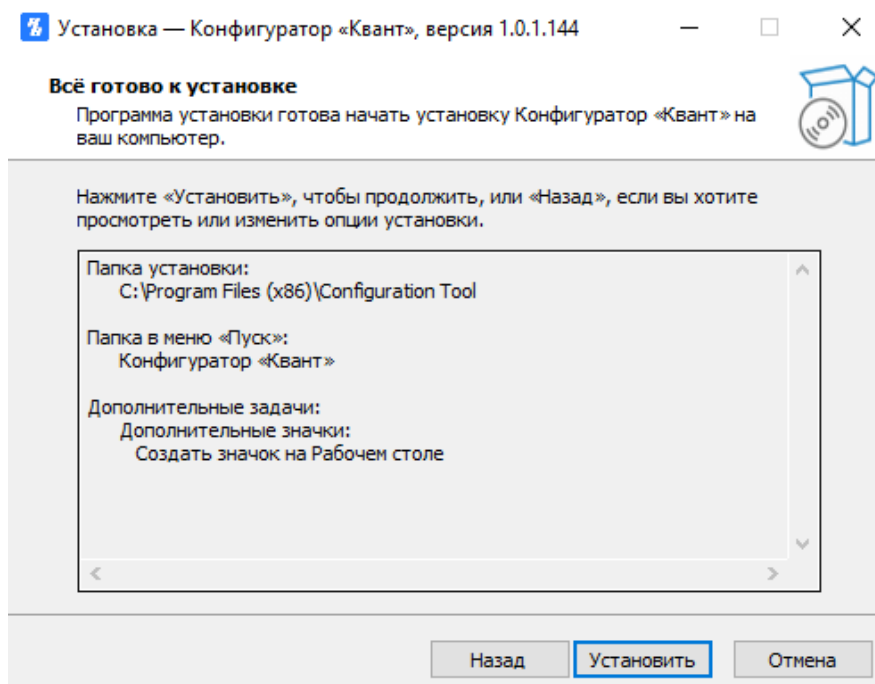 Установка — Конфигуратор «Квант», версия 1.0.1.144
Всё готово к установке
Программа установки готова начать установку Конфигуратор «Квант» на
ваш компьютер.
Нажмите «Установить», чтобы продолжить, или «Назад», если вы хотите
просмотреть или изменить опции установки.
Папка установки:
C:\Program Files (x86)\Configuration Tool
Папка в меню «Пуск»:
Конфигуратор «Квант»
Дополнительные задачи:
Дополнительные значки:
Создать значок на Рабочем столе
Назад
Установить
Отмена